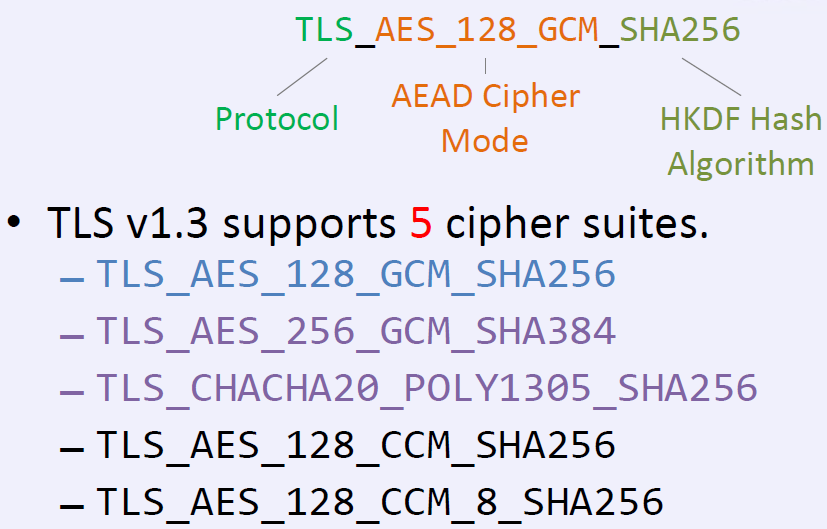 TLS_AES_128_GCM_SHA256
Protocol
AEAD Cipher
Mode
HKDF Hash
Algorithm
• TLS v1.3 supports 5 cipher suites.
– TLS_AES_128_GCM_SHA256
– TLS_AES_256_GCM_SHA384
– TLS_CHACHA20_POLY1305_SHA256
– TLS_AES_128_CCM_SHA256
– TLS_AES_128_CCM_8_SHA256